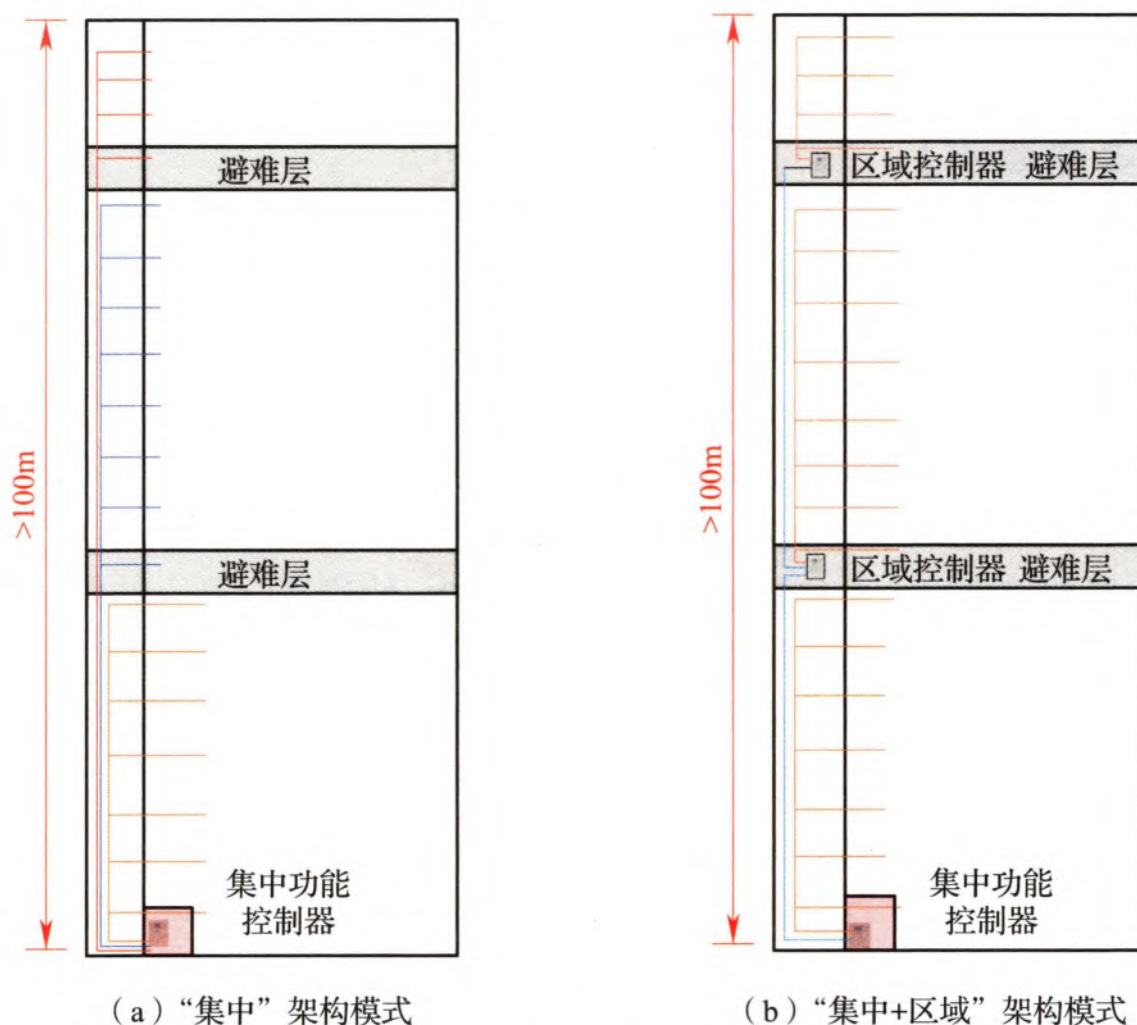 >100m
避难层
避难层
集中功能
控制器
(a)“集中”架构模式
>100m
区域控制器 避难层
区域控制器 避难层
集中功能
控制器
(b)“集中+区域”架构模式